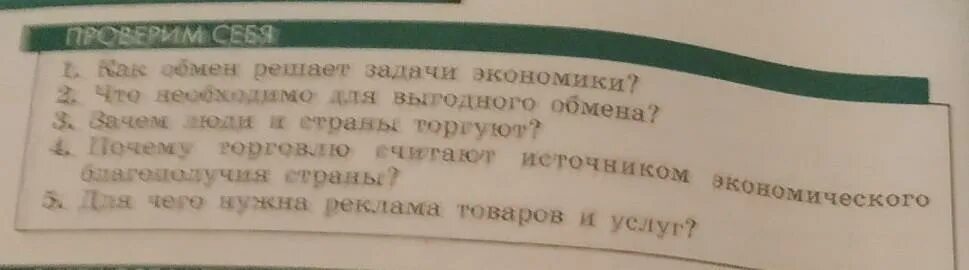 ПРОВЕРИМ СЕБЯ
1. Как обмен решает задачи экономики?
2. Что необходимо для выгодного обмена?
3. Зачем люди и страны торгуют?
4. Почему торговлю считают источником экономического
благополучия страны?
5. Для чего нужна реклама товаров и услуг?